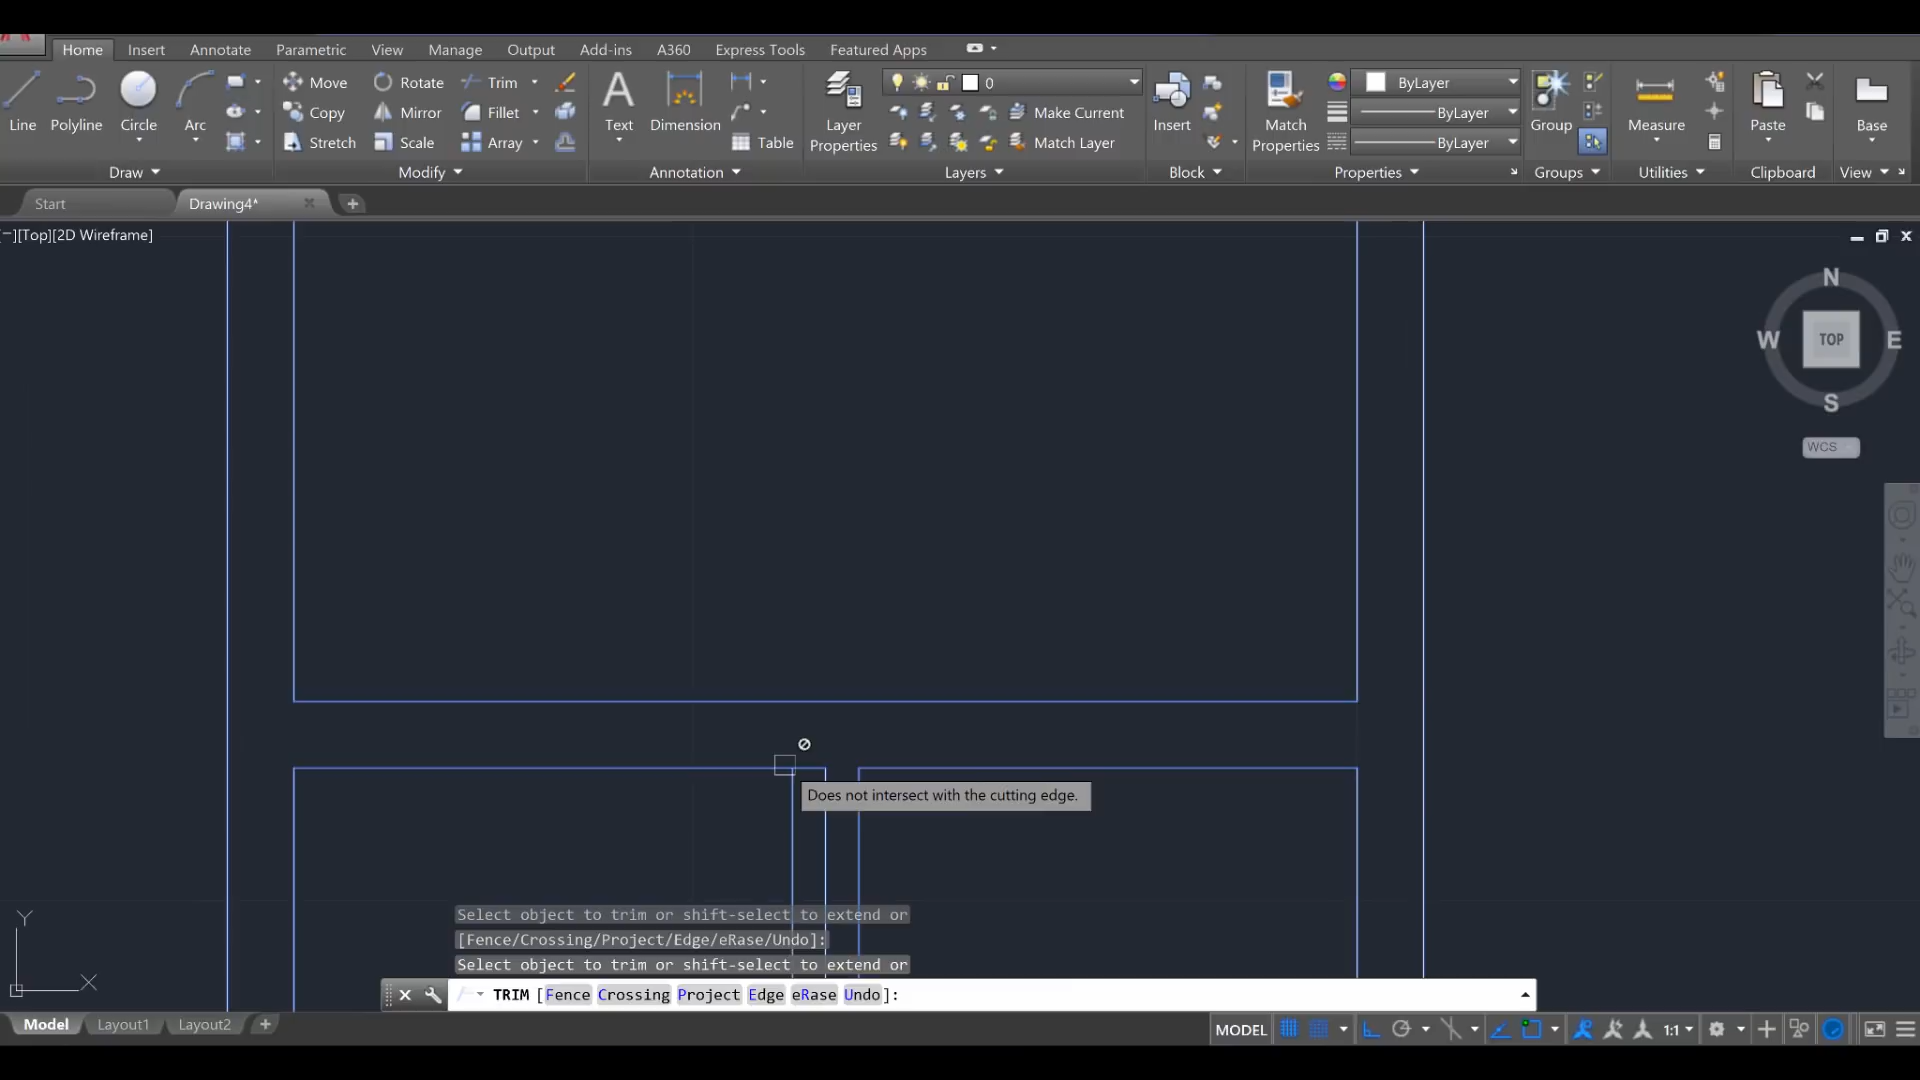 Home Insert Annotate Parametric View Manage Output Add-ins A360 Express Tools Featured Apps
Line Polyline Circle Arc
Move Rotate Trim
Copy Mirror Fillet
Stretch Scale Array
Text Dimension Table
Layer Properties
0
Make Current
Match Layer
Insert
Match Properties
ByLayer
ByLayer
ByLayer
Group Measure Paste Base
Draw Modify Annotation Layers Block Properties Groups Utilities Clipboard View
Start Drawing4*
[Top][2D Wireframe]
N
W TOP E
S
WCS
Does not intersect with the cutting edge.
Select object to trim or shift-select to extend or
[Fence/Crossing/Project/Edge/eRase/Undo]:
Select object to trim or shift-select to extend or
TRIM [Fence Crossing Project Edge eRase Undo]:
Y
X
Model Layout1 Layout2
MODEL 1:1